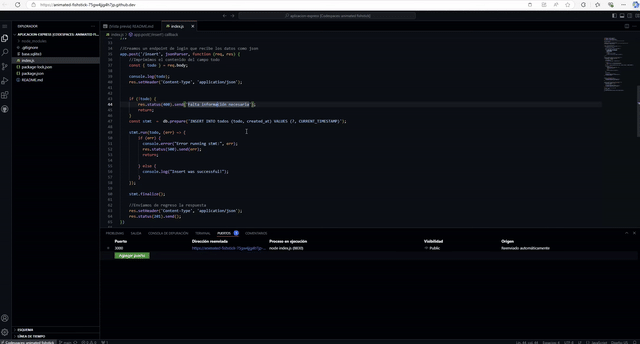 https://animated-fishstick-75gw4jgg4h7jp.github.dev
aplicacion-express [Codespaces: animated fishstick]
EXPLORADOR
[Vista previa] README.md
index.js
APLICACION-EXPRESS [CODESPACES: ANIMATED...
index.js > app.post('/insert') callback
node_modules
.gitignore
base.sqlite3
index.js
package-lock.json
package.json
README.md
//Creamos un endpoint de login que recibe los datos como json
app.post('/insert', jsonParser, function (req, res) {
//Imprimimos el contenido del campo todo
const { todo } = req.body;
console.log(todo);
res.setHeader('Content-Type', 'application/json');
if (!todo) {
44
res.status(400).send('Falta información necesaria');
return;
}
const stmt = db.prepare('INSERT INTO todos (todo, created_at) VALUES (?, CURRENT_TIMESTAMP)');
stmt.run(todo, (err) => {
if (err) {
console.error("Error running stmt:", err);
res.status(500).send(err);
return;
} else {
console.log("Insert was successful!");
}
});
stmt.finalize();
//Enviamos de regreso la respuesta
res.setHeader('Content-Type', 'application/json');
res.status(201).send();
})
PROBLEMAS SALIDA CONSOLA DE DEPURACIÓN TERMINAL PUERTOS 1 COMENTARIOS
Puerto Dirección reenviada Proceso en ejecución Visibilidad Origen
3000 https://animated-fishstick-75gw4jgg4h7jp... node index.js Public Reenviado automáticamente
Agregar puerto
ESQUEMA
LÍNEA DE TIEMPO